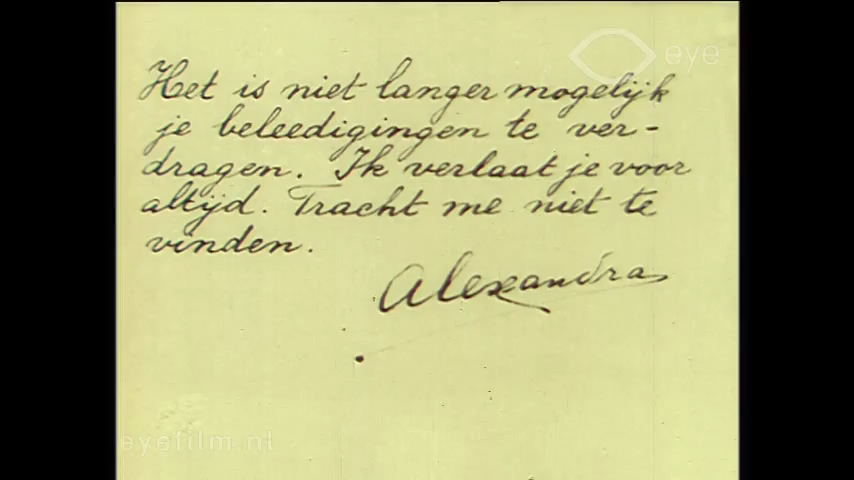 eye
Het is niet langer mogelijk
je beleedigingen te ver-
dragen. Ik verlaat je voor
altijd. Tracht me niet te
vinden.
Alexandra
eyefilm.nl